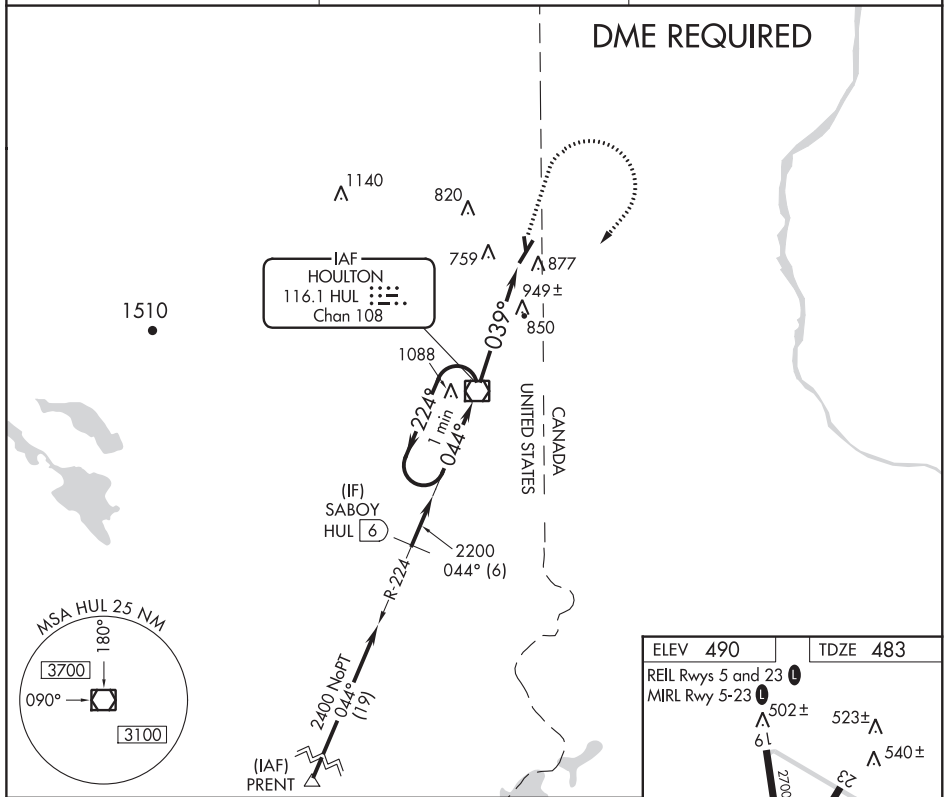 DME REQUIRED
1140
820
759
877
949±
850
IAF
HOULTON
116.1 HUL
Chan 108
1510
1088
039°
224°
1 min
044°
CANADA
UNITED STATES
(IF)
SABOY
HUL 6
2200
044° (6)
R-224
2400 NoPT
044°
(19)
(IAF)
PRENT
MSA HUL 25 NM
180°
3700
090°
3100
ELEV 490
TDZE 483
REIL Rwys 5 and 23 L
MIRL Rwy 5-23 L
502±
523±
540±
19
2700
23